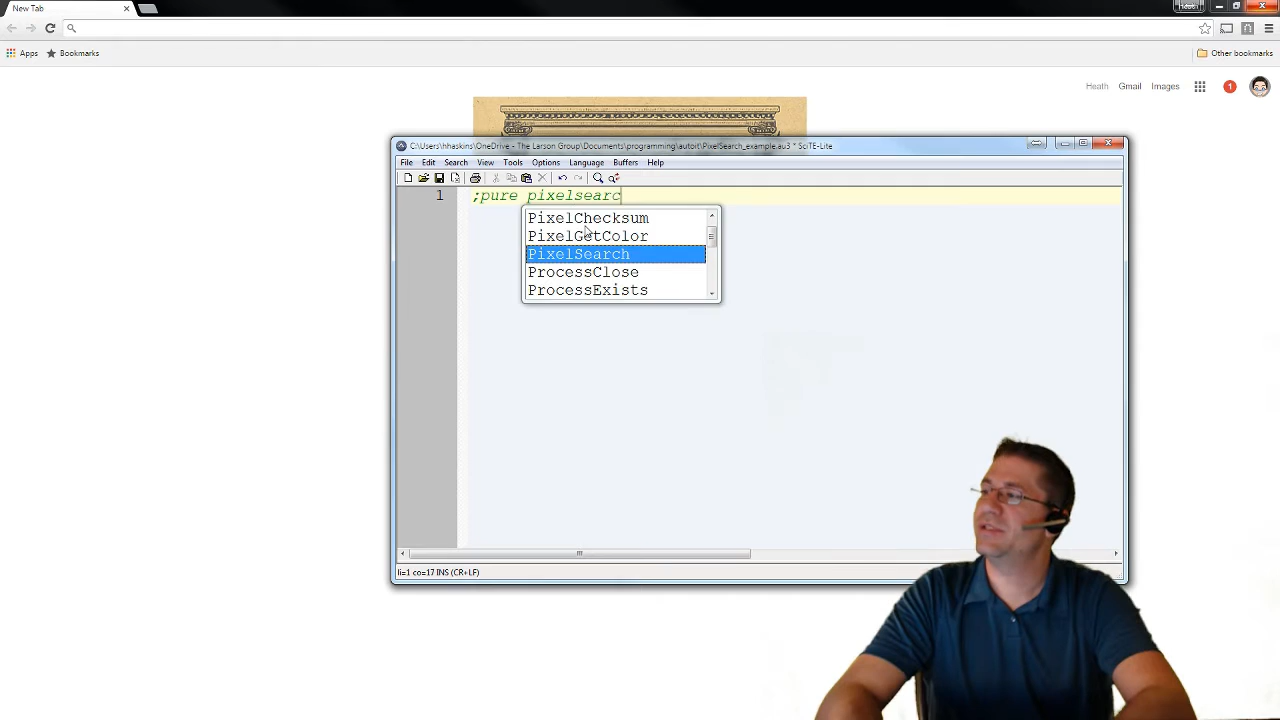 New Tab
Heath
Apps
Bookmarks
Other bookmarks
Heath
Gmail
Images
1
C:\Users\hhaskins\OneDrive - The Larson Group\Documents\programming\autoit\PixelSearch_example.au3 * SciTE-Lite
File Edit Search View Tools Options Language Buffers Help
1
;pure pixelsearc
PixelChecksum
PixelGetColor
PixelSearch
ProcessClose
ProcessExists
li=1 co=17 INS (CR+LF)